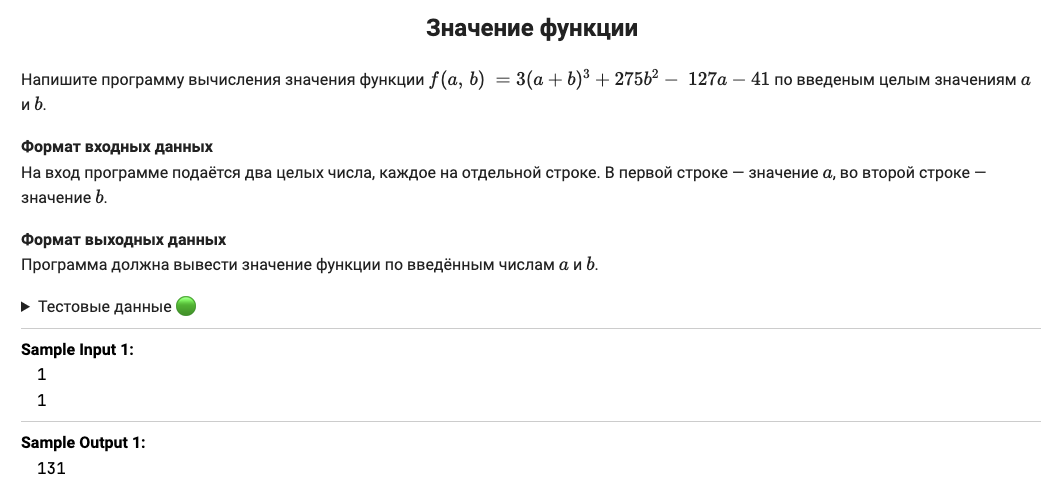 Значение функции
Напишите программу вычисления значения функции f(a, b) = 3(a + b)³ + 275b² − 127a − 41 по введеным целым значениям a
и b.
Формат входных данных
На вход программе подаётся два целых числа, каждое на отдельной строке. В первой строке — значение a, во второй строке —
значение b.
Формат выходных данных
Программа должна вывести значение функции по введённым числам a и b.
Тестовые данные
Sample Input 1:
1
1
Sample Output 1:
131